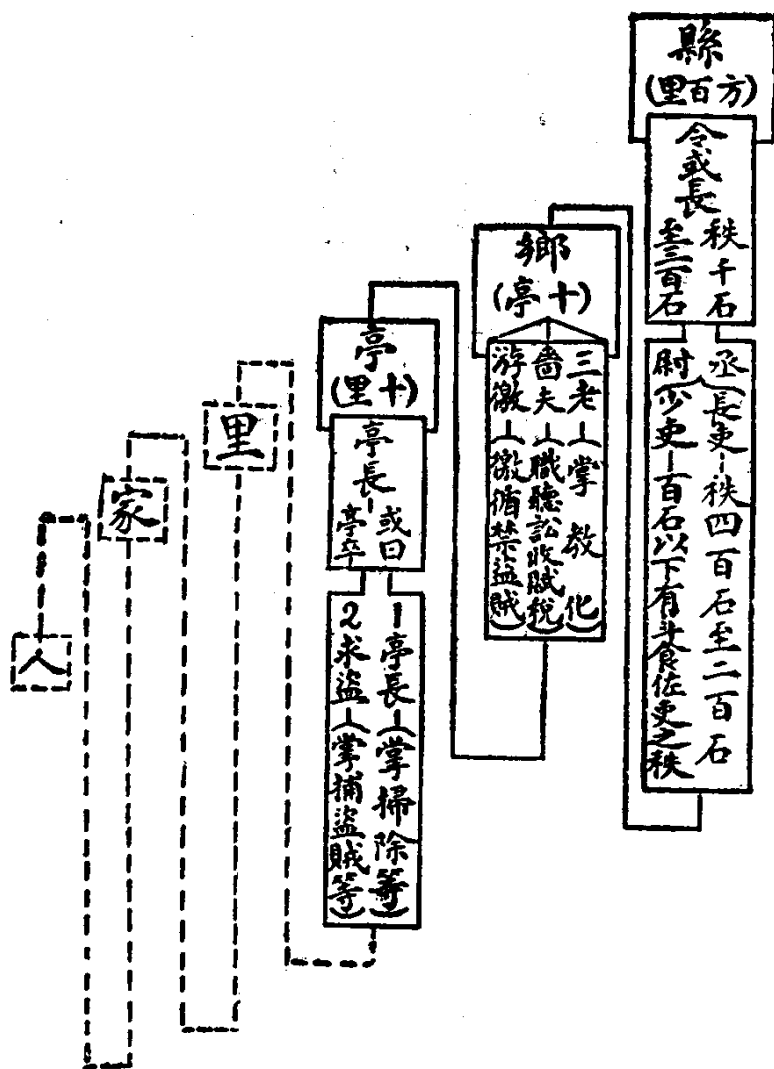 縣
(方百里)
令或長
秩千石
至三百石
丞
尉
長吏—秩四百石至二百石
少吏—百石以下有斗食佐吏之秩
鄉
(十亭)
三老—(掌教化)
嗇夫—(職聽訟收賦稅)
游徼—(徼循禁盜賊)
亭
(十里)
亭長—
或曰
亭卒
1亭長—(掌掃除等)
2求盜—(掌捕盜賊等)
里
家
人